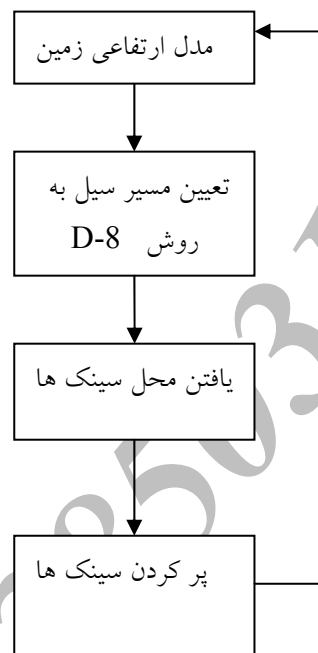 مدل ارتفاعی زمین
تعیین مسیر سیل به
روش D-8
یافتن محل سینک ها
پر کردن سینک ها